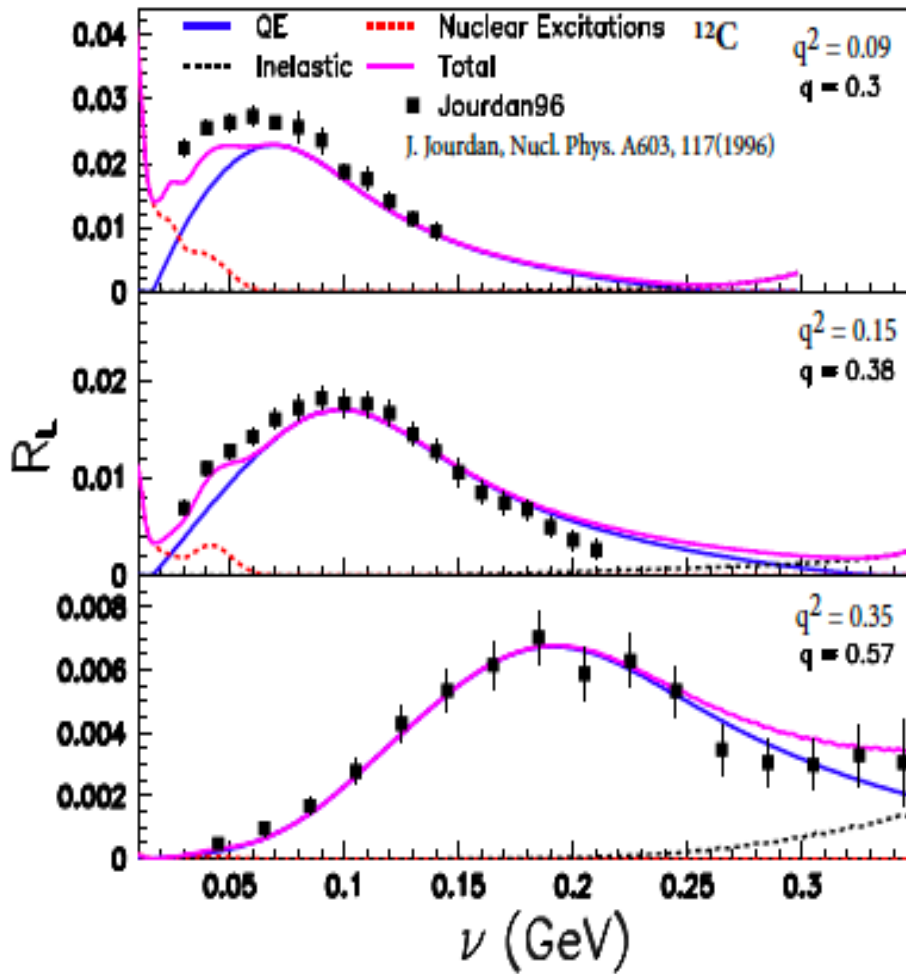 QE
Nuclear Excitations
¹²C
Inelastic
Total
Jourdan96
J. Jourdan, Nucl. Phys. A603, 117(1996)
q² = 0.09
q = 0.3
0.04
0.03
0.02
0.01
0
q² = 0.15
q = 0.38
0.02
0.01
0
R_L
q² = 0.35
q = 0.57
0.008
0.006
0.004
0.002
0
0.05 0.1 0.15 0.2 0.25 0.3
ν (GeV)